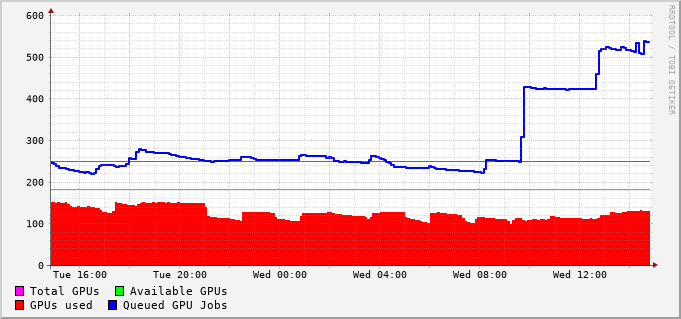 RRDTOOL / TOBI OETIKER
600
500
400
300
200
100
0
Tue 16:00 Tue 20:00 Wed 00:00 Wed 04:00 Wed 08:00 Wed 12:00
Total GPUs Available GPUs
GPUs used Queued GPU Jobs